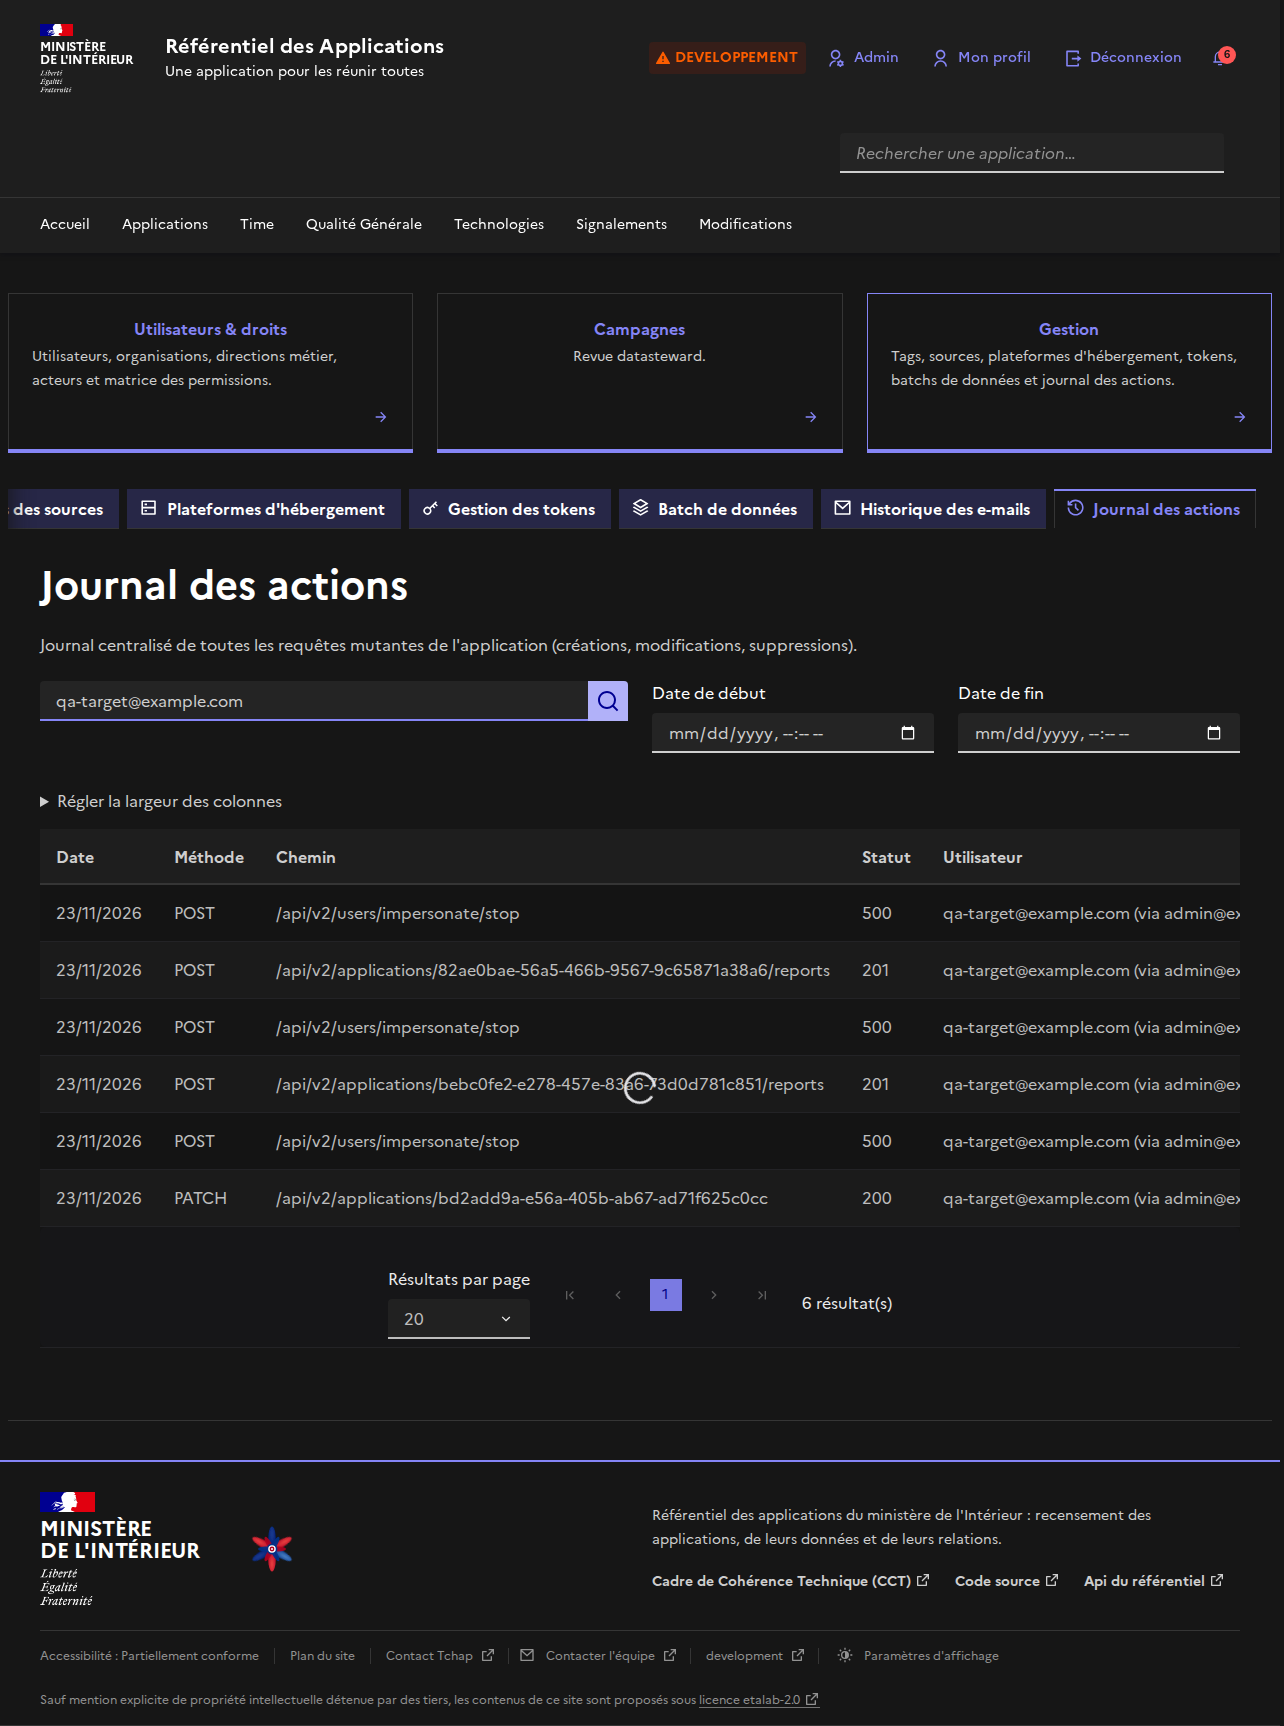 MINISTÈRE
DE L'INTÉRIEUR
Liberté
Égalité
Fraternité
Référentiel des Applications
Une application pour les réunir toutes
DEVELOPPEMENT
Admin
Mon profil
Déconnexion
6
Rechercher une application...
Accueil
Applications
Time
Qualité Générale
Technologies
Signalements
Modifications
Utilisateurs & droits
Utilisateurs, organisations, directions métier,
acteurs et matrice des permissions.
Campagnes
Revue datasteward.
Gestion
Tags, sources, plateformes d'hébergement, tokens,
batchs de données et journal des actions.
des sources
Plateformes d'hébergement
Gestion des tokens
Batch de données
Historique des e-mails
Journal des actions
Journal des actions
Journal centralisé de toutes les requêtes mutantes de l'application (créations, modifications, suppressions).
qa-target@example.com
Date de début
mm/dd/yyyy, --:-- --
Date de fin
mm/dd/yyyy, --:-- --
Régler la largeur des colonnes
Date Méthode Chemin Statut Utilisateur
23/11/2026 POST /api/v2/users/impersonate/stop 500 qa-target@example.com (via admin@ex
23/11/2026 POST /api/v2/applications/82ae0bae-56a5-466b-9567-9c65871a38a6/reports 201 qa-target@example.com (via admin@ex
23/11/2026 POST /api/v2/users/impersonate/stop 500 qa-target@example.com (via admin@ex
23/11/2026 POST /api/v2/applications/bebc0fe2-e278-457e-83a6-73d0d781c851/reports 201 qa-target@example.com (via admin@ex
23/11/2026 POST /api/v2/users/impersonate/stop 500 qa-target@example.com (via admin@ex
23/11/2026 PATCH /api/v2/applications/bd2add9a-e56a-405b-ab67-ad71f625c0cc 200 qa-target@example.com (via admin@ex
Résultats par page
20
1
6 résultat(s)
MINISTÈRE
DE L'INTÉRIEUR
Liberté
Égalité
Fraternité
Référentiel des applications du ministère de l'Intérieur : recensement des
applications, de leurs données et de leurs relations.
Cadre de Cohérence Technique (CCT)
Code source
Api du référentiel
Accessibilité : Partiellement conforme
Plan du site
Contact Tchap
Contacter l'équipe
development
Paramètres d'affichage
Sauf mention explicite de propriété intellectuelle détenue par des tiers, les contenus de ce site sont proposés sous licence etalab-2.0